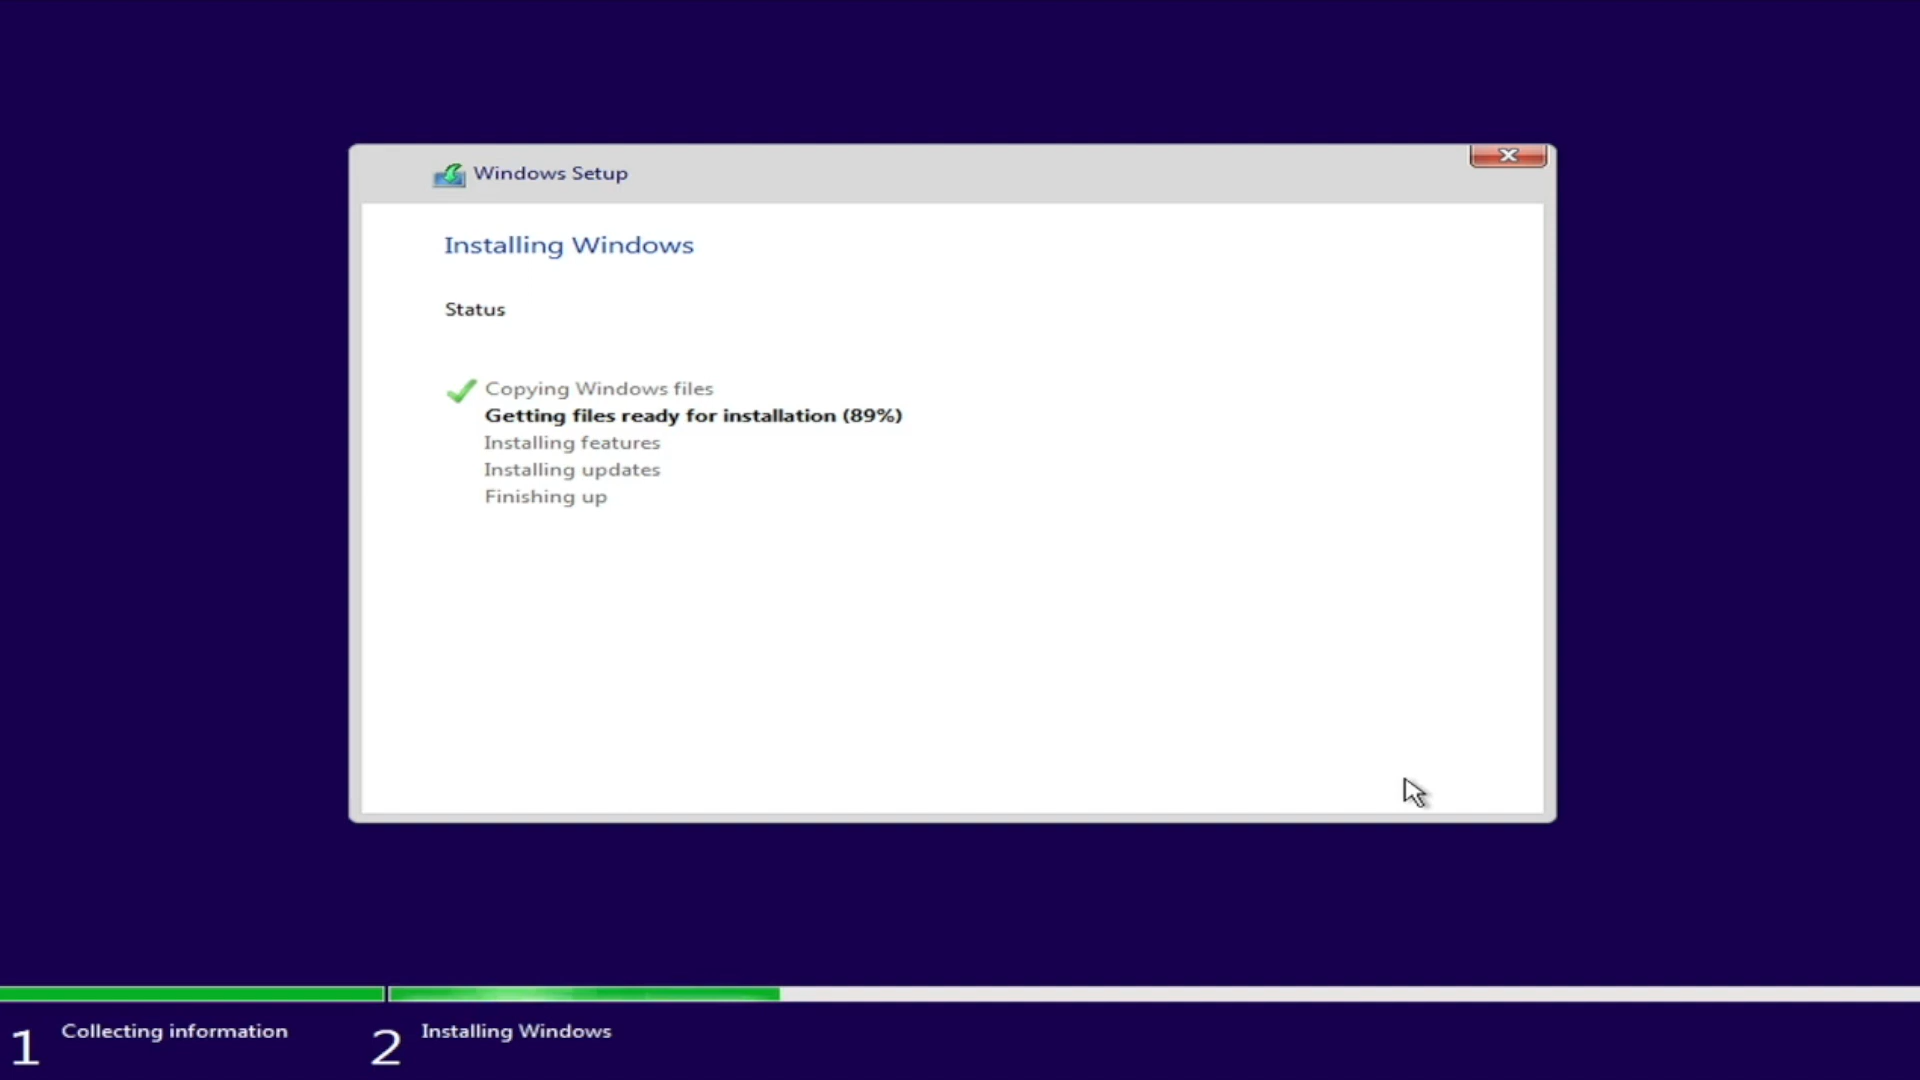 Windows Setup
Installing Windows
Status
Copying Windows files
Getting files ready for installation (89%)
Installing features
Installing updates
Finishing up
1 Collecting information
2 Installing Windows